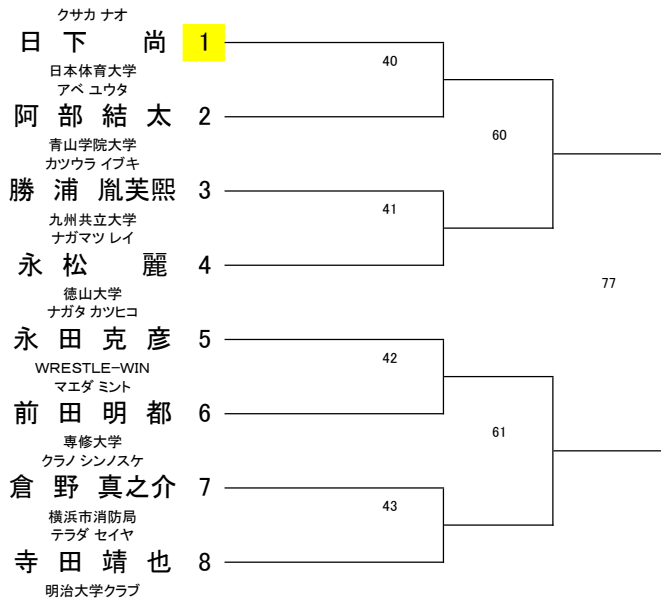 クサカ ナオ
日 下 尚 1
日本体育大学
アベ ユウタ
阿 部 結 太 2
青山学院大学
カツウラ イブキ
勝 浦 胤芙熙 3
九州共立大学
ナガマツ レイ
永 松 麗 4
徳山大学
ナガタ カツヒコ
永 田 克 彦 5
WRESTLE-WIN
マエダ ミント
前 田 明 都 6
専修大学
クラノ シンノスケ
倉 野 真之介 7
横浜市消防局
テラダ セイヤ
寺 田 靖 也 8
明治大学クラブ
40
41
42
43
60
61
77